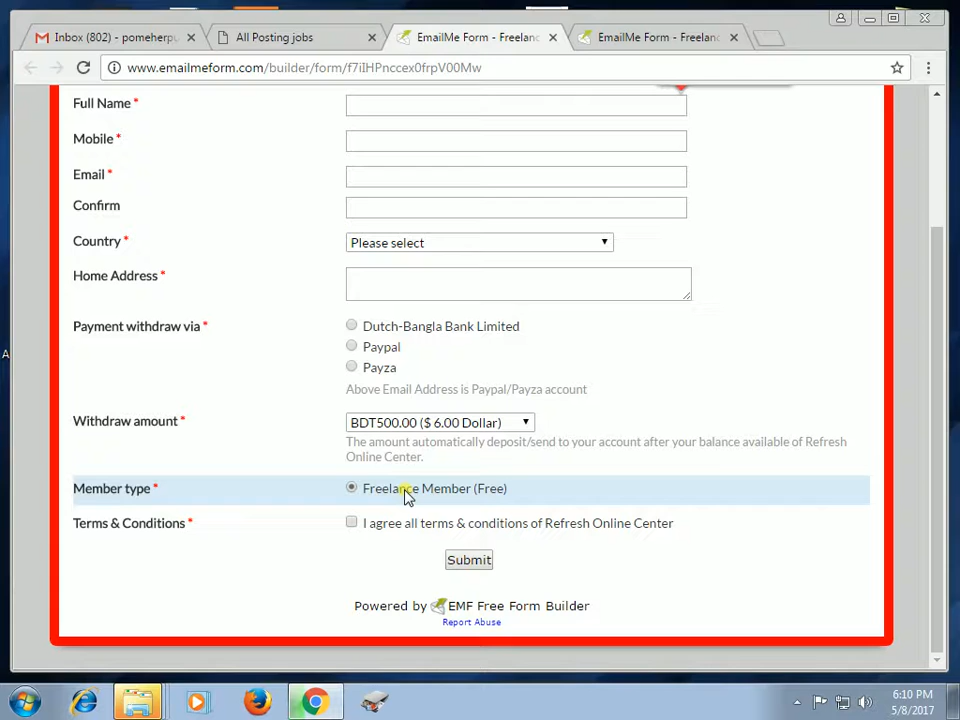 Inbox (802) - pomeherpu
All Posting jobs
EmailMe Form - Freelanc
EmailMe Form - Freelanc
www.emailmeform.com/builder/form/f7iIHPnccex0frpV00Mw
Full Name *
Mobile *
Email *
Confirm
Country *
Please select
Home Address *
Payment withdraw via *
Dutch-Bangla Bank Limited
Paypal
Payza
Above Email Address is Paypal/Payza account
Withdraw amount *
BDT500.00 ($ 6.00 Dollar)
The amount automatically deposit/send to your account after your balance available of Refresh
Online Center.
Member type *
Freelance Member (Free)
Terms & Conditions *
I agree all terms & conditions of Refresh Online Center
Submit
Powered by EMF Free Form Builder
Report Abuse
A
6:10 PM
5/8/2017